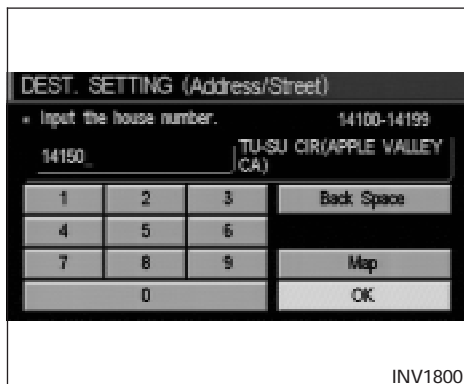 DEST. SETTING (Address/Street)
Input the house number. 14100-14199
14150_ TU-SU CIR(APPLE VALLEY
CA)
1 2 3 Back Space
4 5 6
7 8 9 Map
0 OK
INV1800